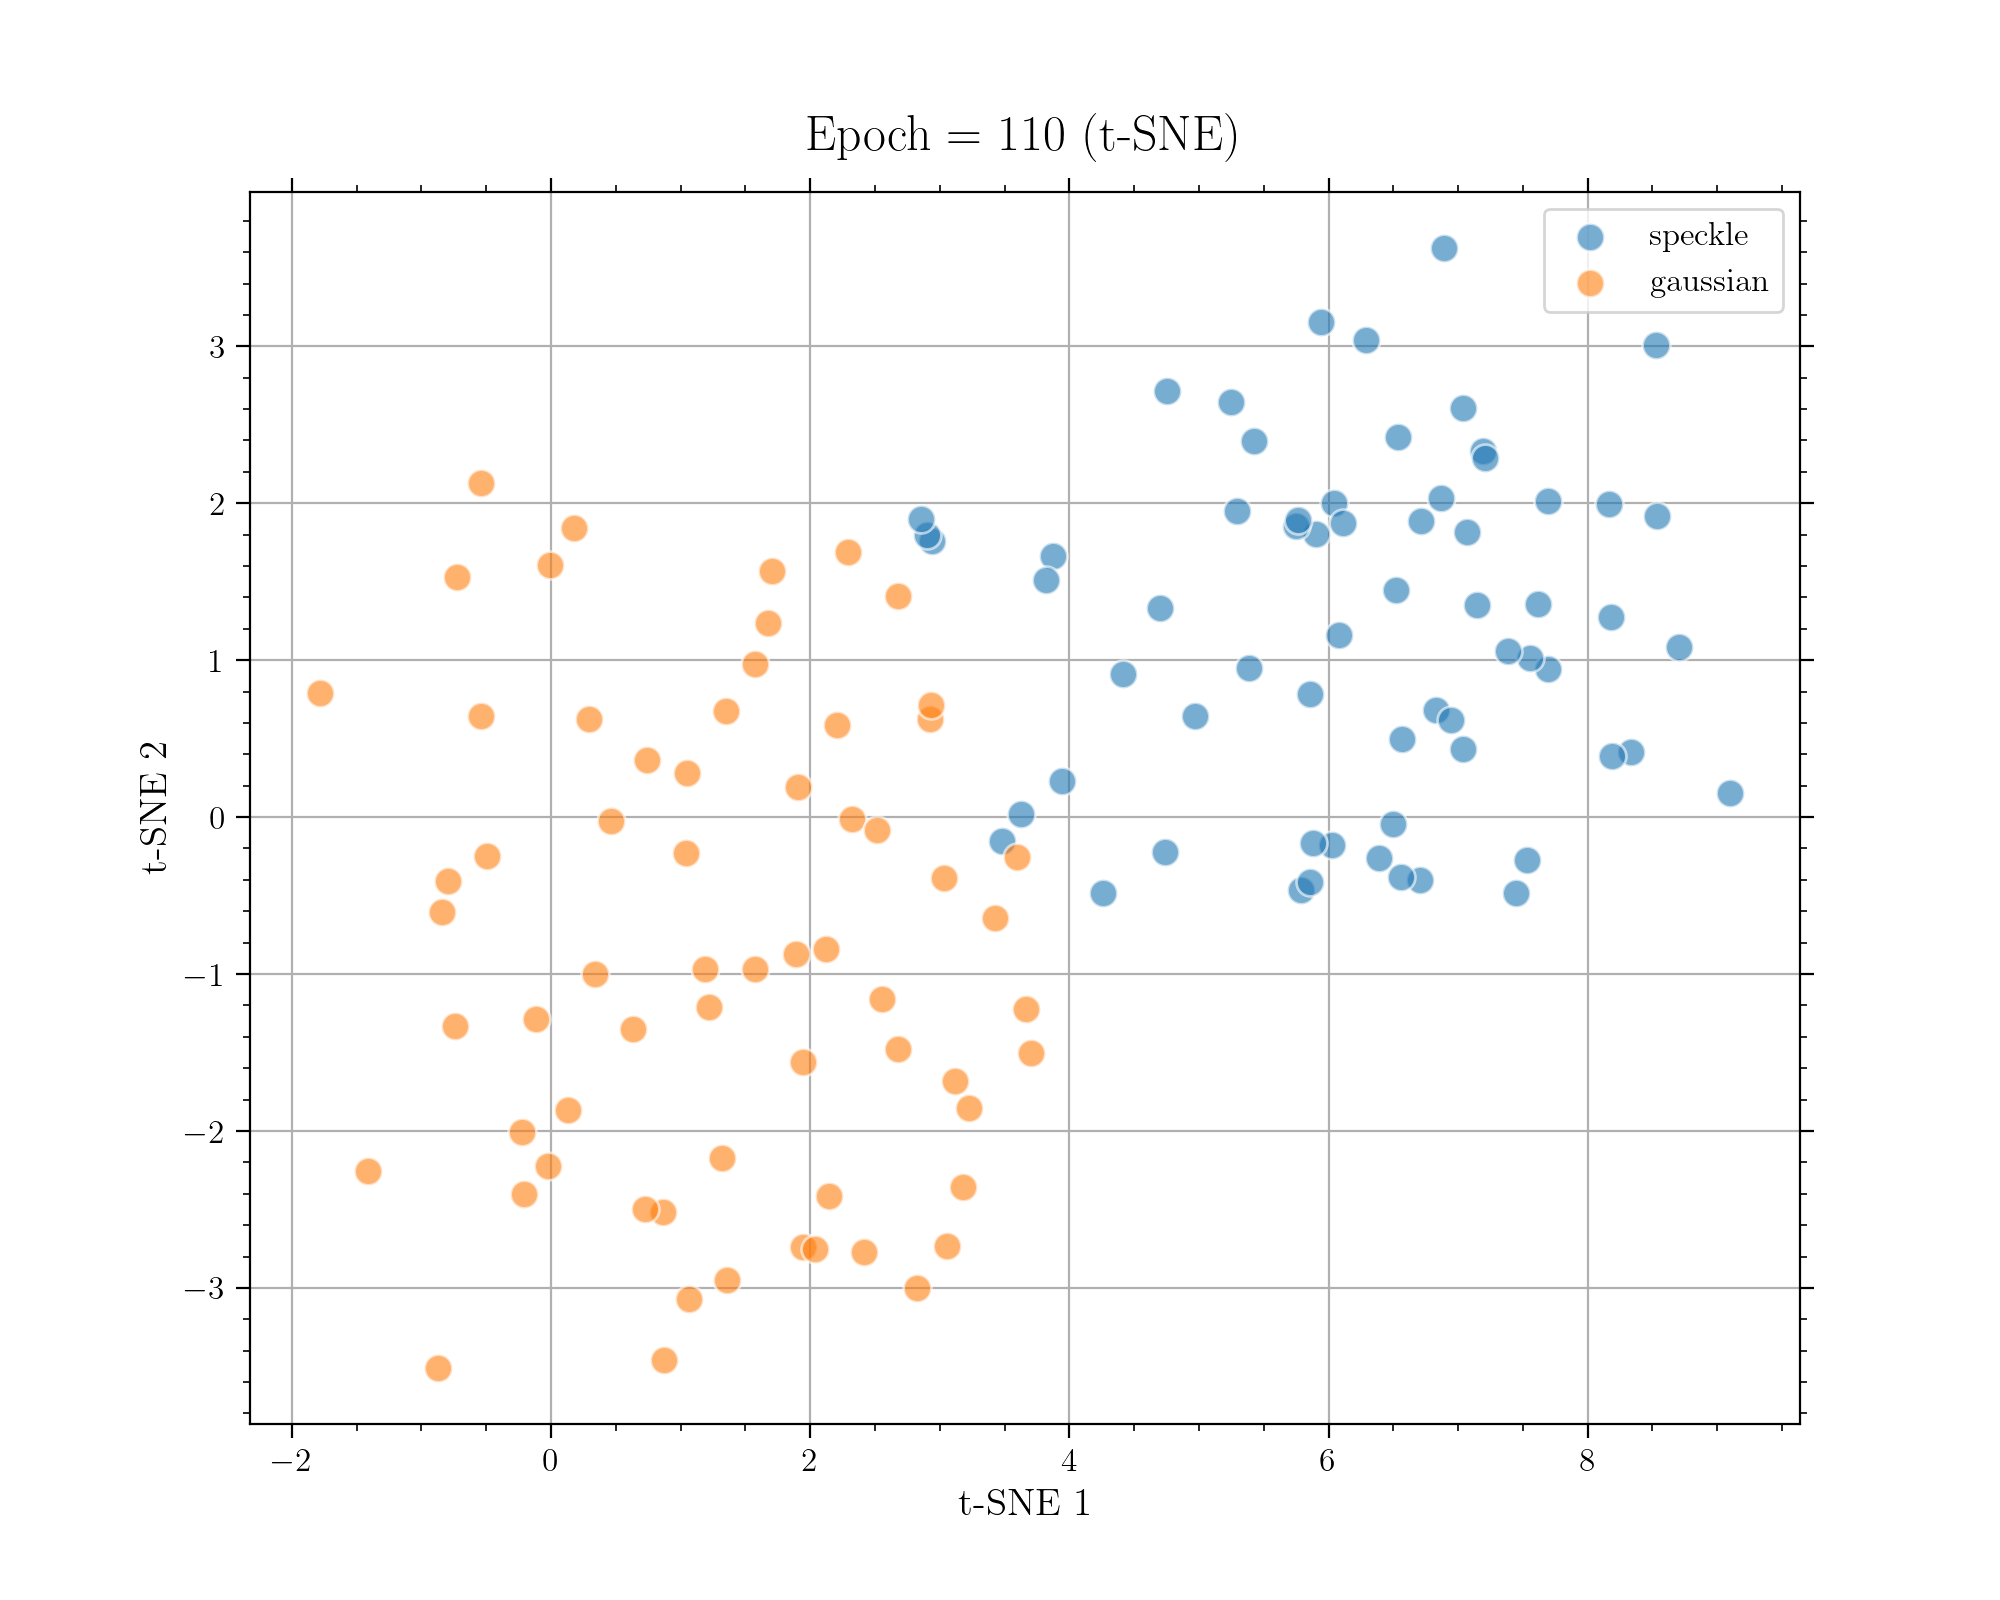 Epoch = 110 (t-SNE)
speckle
gaussian
3
2
1
0
−1
−2
−3
t-SNE 2
−2 0 2 4 6 8
t-SNE 1